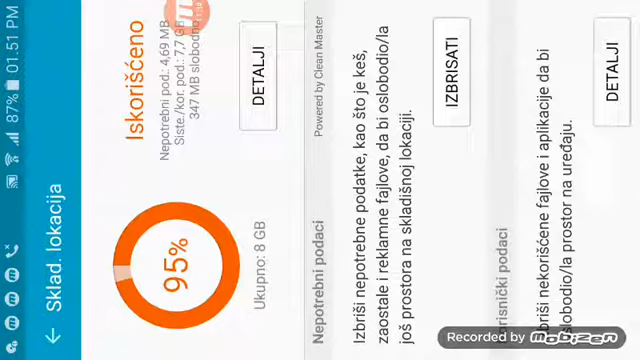 87% 01.51 PM
Sklad. lokacija
95%
Ukupno: 8 GB
Iskorišćeno
Nepotrebni pod.: 4,69 MB
Siste./kor. pod.: 7,7 GB
347 MB slobodno
DETALJI
Nepotrebni podaci
Powered by Clean Master
Izbriši nepotrebne podatke, kao što je keš,
zaostale i reklamne fajlove, da bi oslobodio/la
još prostora na skladišnoj lokaciji.
IZBRISATI
orisnički podaci
zbriši nekorišćene fajlove i aplikacije da bi
slobodio/la prostor na uređaju.
DETALJI
Recorded by MOBIZEN